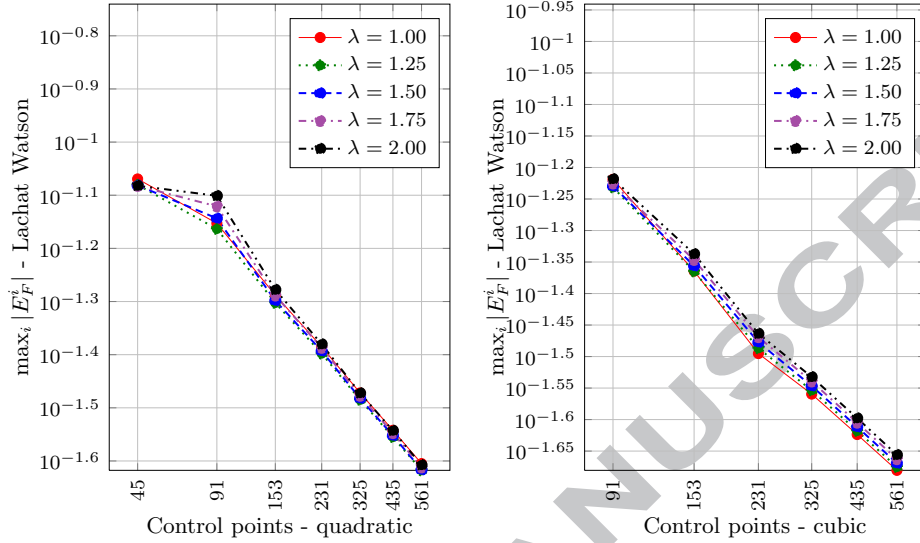 10^−0.8
10^−0.9
10^−1
10^−1.1
10^−1.2
10^−1.3
10^−1.4
10^−1.5
10^−1.6
max_i |E_F^i| - Lachat Watson
λ = 1.00
λ = 1.25
λ = 1.50
λ = 1.75
λ = 2.00
45
91
153
231
325
435
561
Control points - quadratic
10^−0.95
10^−1
10^−1.05
10^−1.1
10^−1.15
10^−1.2
10^−1.25
10^−1.3
10^−1.35
10^−1.4
10^−1.45
10^−1.5
10^−1.55
10^−1.6
10^−1.65
max_i |E_F^i| - Lachat Watson
λ = 1.00
λ = 1.25
λ = 1.50
λ = 1.75
λ = 2.00
91
153
231
325
435
561
Control points - cubic
ANUSCR